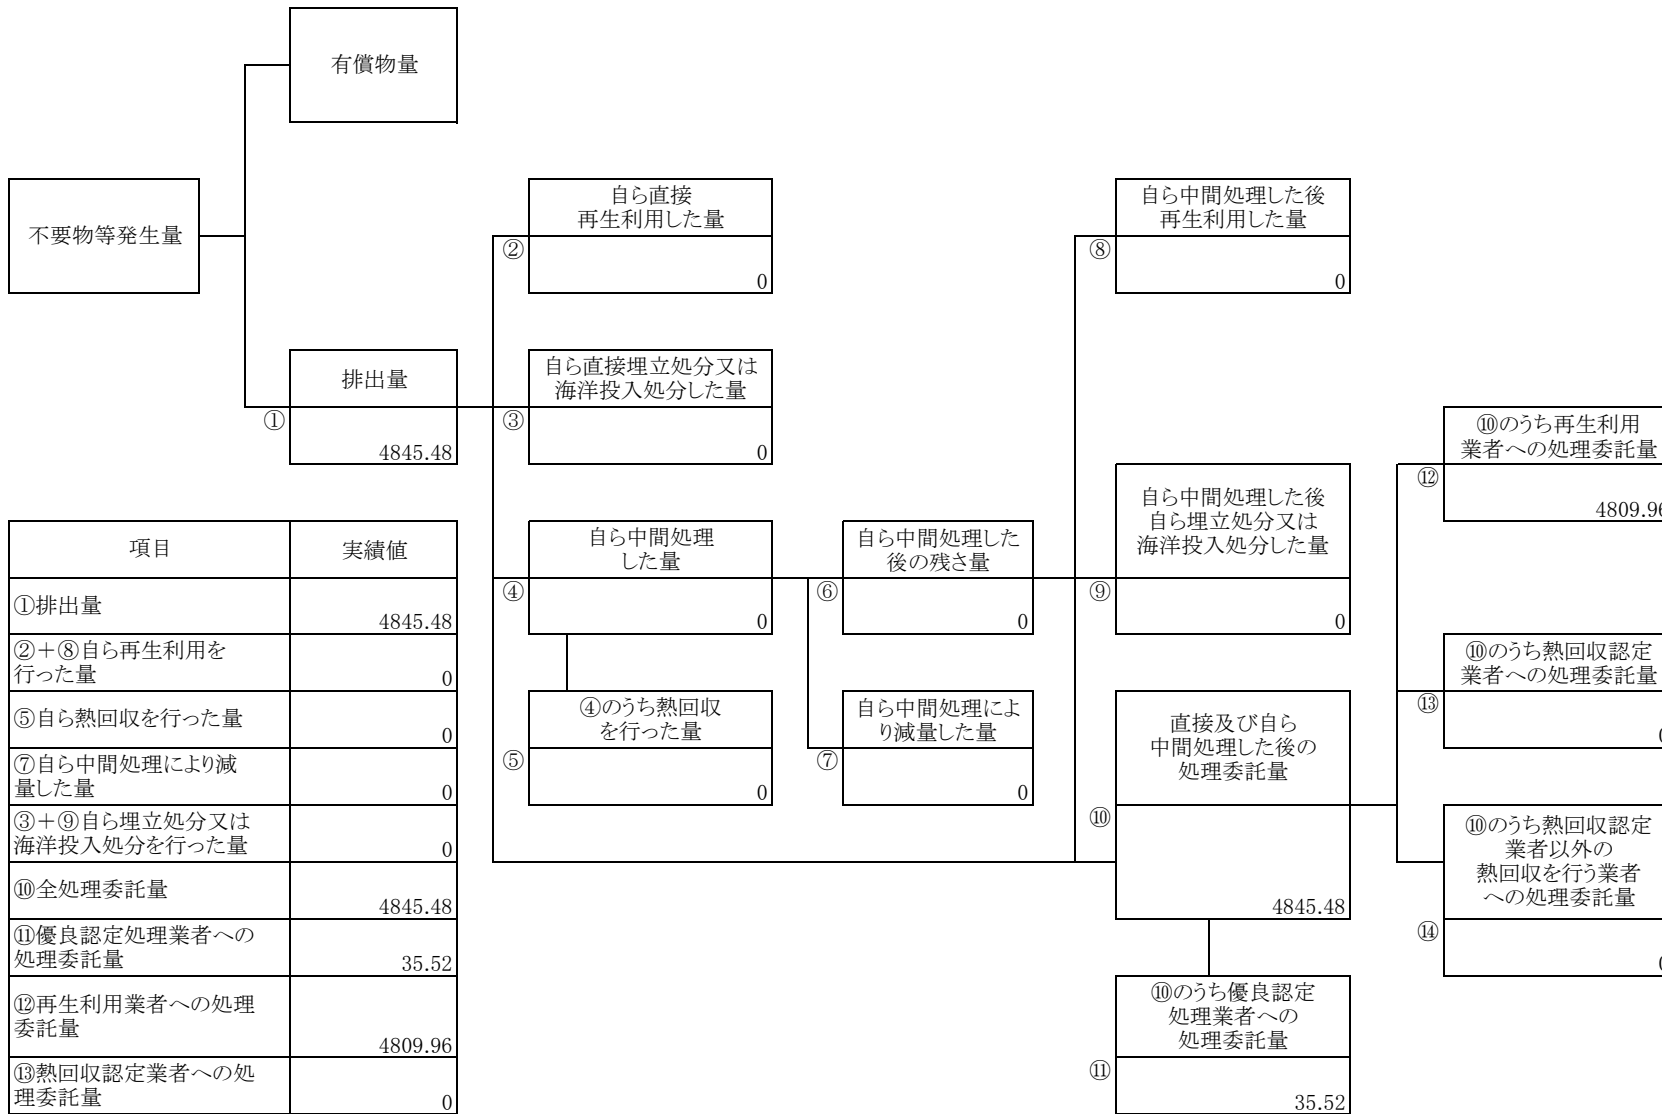 有償物量
不要物等発生量
自ら直接
再生利用した量
②
0
自ら中間処理した後
再生利用した量
⑧
0
排出量
①
4845.48
自ら直接埋立処分又は
海洋投入処分した量
③
0
⑩のうち再生利用
業者への処理委託量
⑫
4809.96
自ら中間処理
した量
④
0
自ら中間処理した
後の残さ量
⑥
0
自ら中間処理した後
自ら埋立処分又は
海洋投入処分した量
⑨
0
⑩のうち熱回収認定
業者への処理委託量
⑬
0
④のうち熱回収
を行った量
⑤
0
自ら中間処理によ
り減量した量
⑦
0
直接及び自ら
中間処理した後の
処理委託量
⑩
4845.48
⑩のうち熱回収認定
業者以外の
熱回収を行う業者
への処理委託量
⑭
0
⑩のうち優良認定
処理業者への
処理委託量
⑪
35.52
項目 実績値
①排出量 4845.48
②+⑧自ら再生利用を
行った量 0
⑤自ら熱回収を行った量 0
⑦自ら中間処理により減
量した量 0
③+⑨自ら埋立処分又は
海洋投入処分を行った量 0
⑩全処理委託量 4845.48
⑪優良認定処理業者への
処理委託量 35.52
⑫再生利用業者への処理
委託量 4809.96
⑬熱回収認定業者への処
理委託量 0